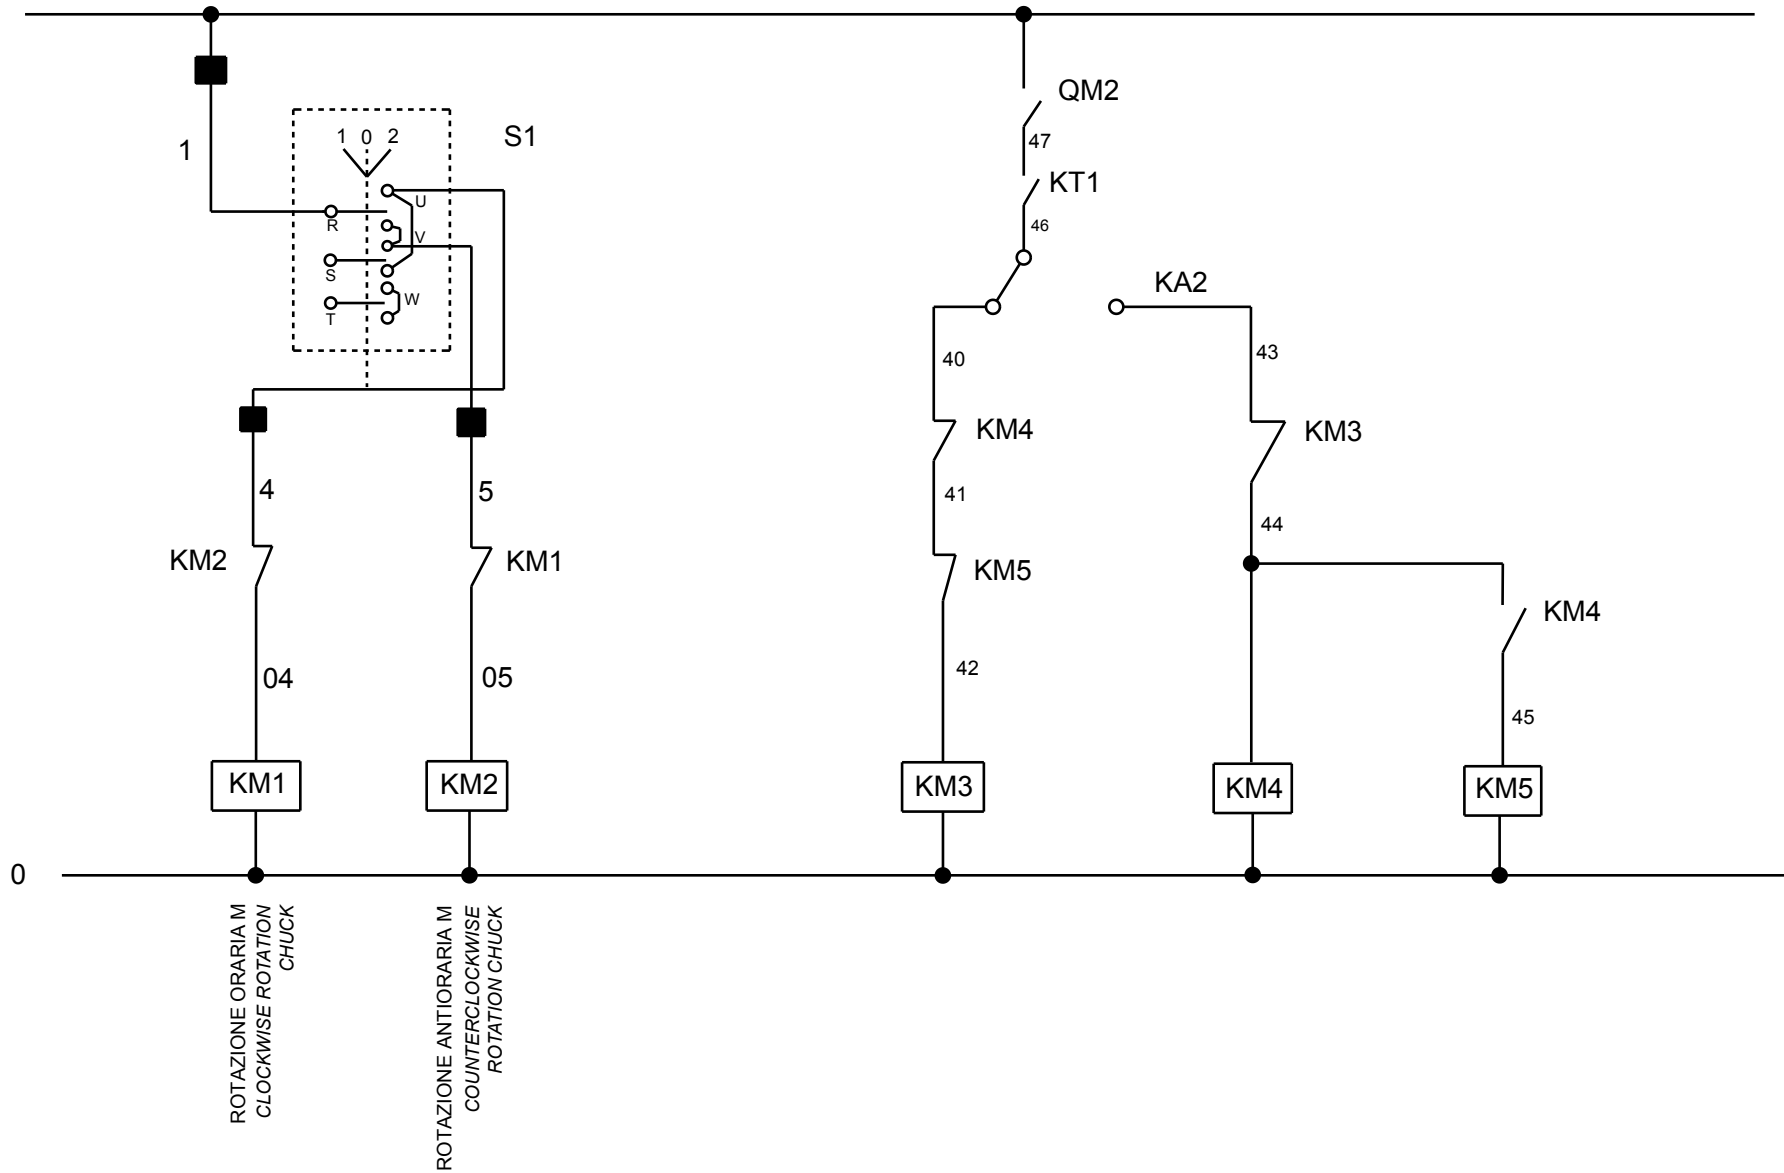 QM2
1 0 2
S1
1
47
KT1
U
R
46
V
S
KA2
W
T
40
43
KM4
KM3
4
5
41
44
KM2
KM1
KM5
KM4
42
04
05
45
KM1
KM2
KM3
KM4
KM5
0
ROTAZIONE ORARIA M
CLOCKWISE ROTATION
CHUCK
ROTAZIONE ANTIORARIA M
COUNTERCLOCKWISE
ROTATION CHUCK